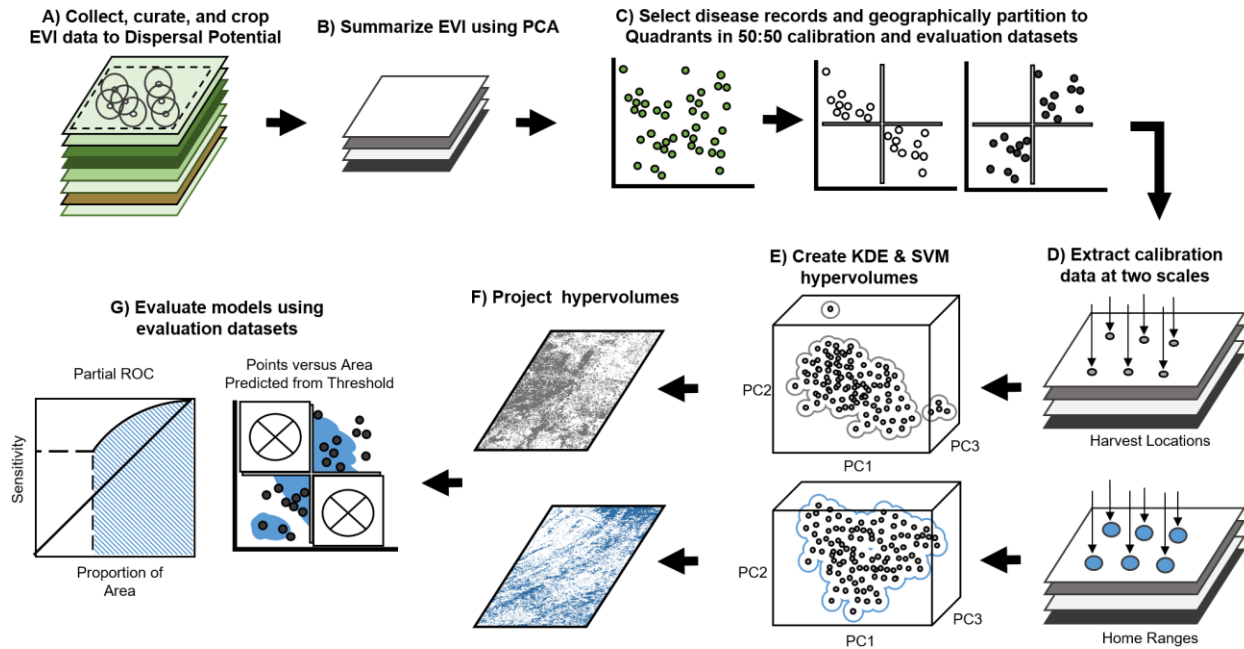 A) Collect, curate, and crop
EVI data to Dispersal Potential
B) Summarize EVI using PCA
C) Select disease records and geographically partition to
Quadrants in 50:50 calibration and evaluation datasets
D) Extract calibration
data at two scales
Harvest Locations
Home Ranges
E) Create KDE & SVM
hypervolumes
PC2
PC3
PC1
PC2
PC3
PC1
F) Project hypervolumes
G) Evaluate models using
evaluation datasets
Partial ROC
Sensitivity
Proportion of
Area
Points versus Area
Predicted from Threshold